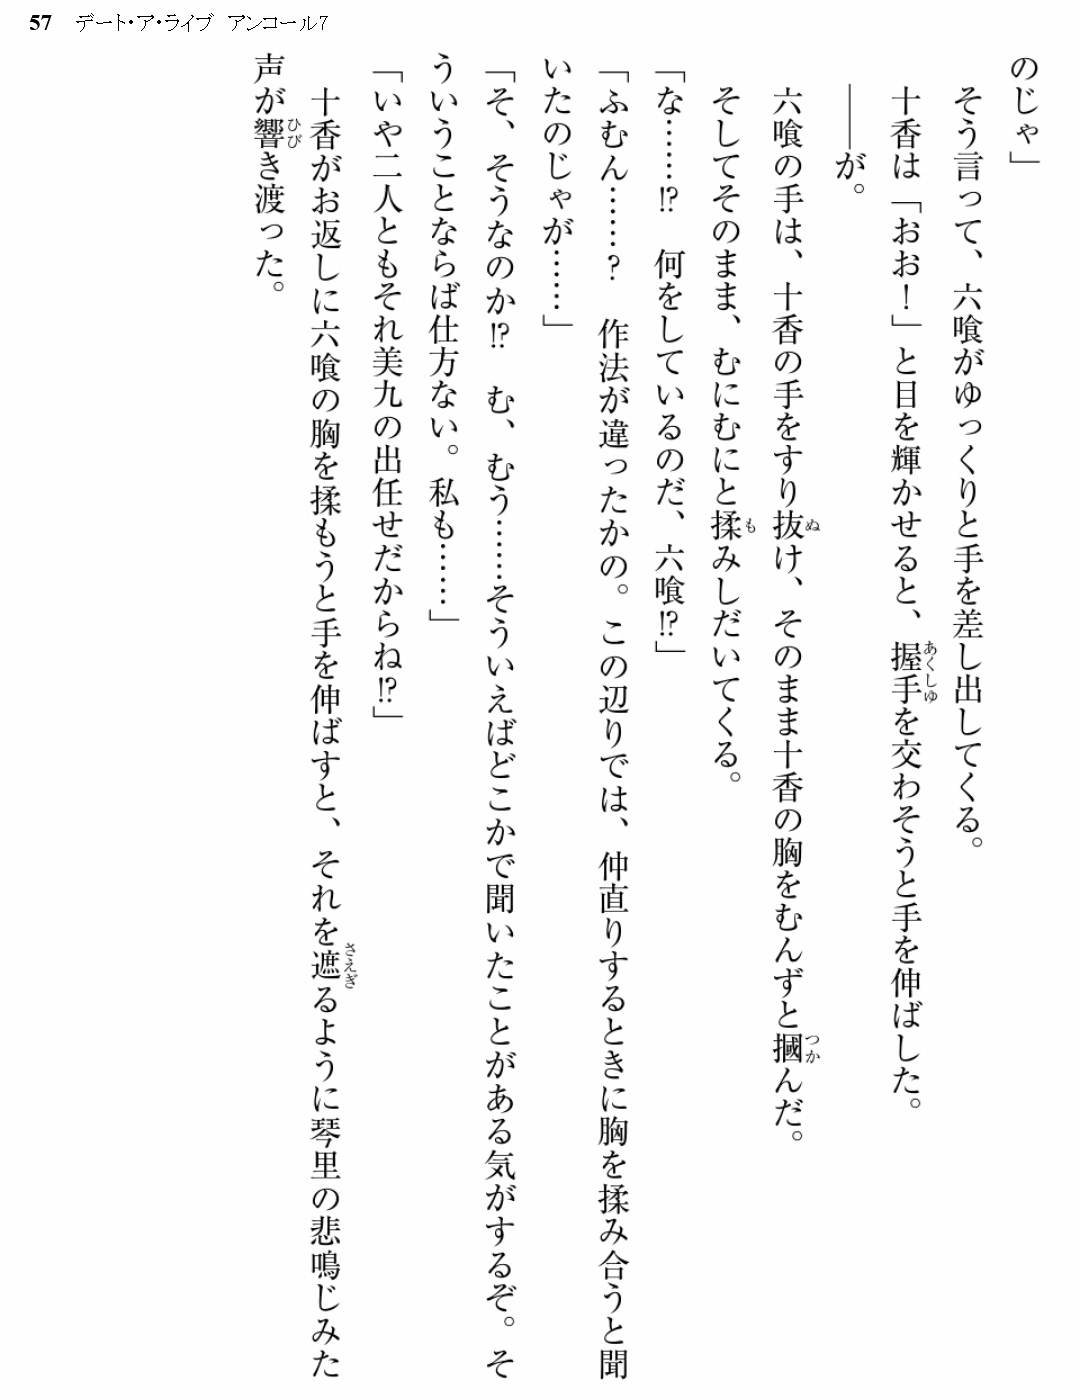 57　デート・ア・ライブ　アンコール7
のじゃ」
　そう言って、六喰がゆっくりと手を差し出してくる。
　十香は「おお！」と目を輝かせると、握手を交わそうと手を伸ばした。
あくしゆ
　――が。
　六喰の手は、十香の手をすり抜け、そのまま十香の胸をむんずと摑んだ。
ぬ
つか
　そしてそのまま、むにむにと揉みしだいてくる。
も
「な……⁉　何をしているのだ、六喰⁉」
「ふむん……？　作法が違ったかの。この辺りでは、仲直りするときに胸を揉み合うと聞
いたのじゃが……」
「そ、そうなのか⁉　む、むう……そういえばどこかで聞いたことがある気がするぞ。そ
ういうことならば仕方ない。私も……」
「いや二人ともそれ美九の出任せだからね⁉」
　十香がお返しに六喰の胸を揉もうと手を伸ばすと、それを遮るように琴里の悲鳴じみた
さえぎ
声が響き渡った。
ひび